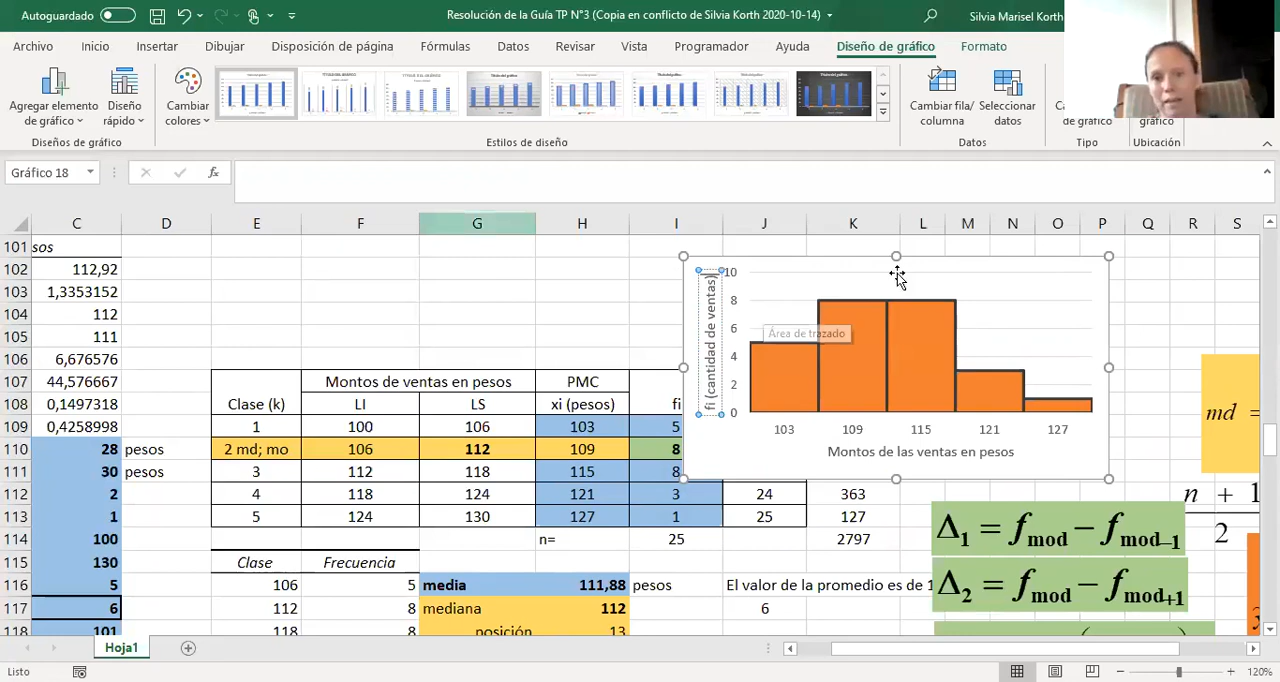 Autoguardado
Resolución de la Guía TP N°3 (Copia en conflicto de Silvia Korth 2020-10-14)
Silvia Marisel Korth
Archivo Inicio Insertar Dibujar Disposición de página Fórmulas Datos Revisar Vista Programador Ayuda Diseño de gráfico Formato
Agregar elemento de gráfico
Diseño rápido
Cambiar colores
Cambiar fila/ columna
Seleccionar datos
de gráfico
gráfico
Diseños de gráfico
Estilos de diseño
Datos
Tipo
Ubicación
Gráfico 18
fx
C D E F G H I J K L M N O P Q R S
101 sos
102 112,92
103 1,3353152
104 112
105 111
106 6,676576
107 44,576667 Montos de ventas en pesos PMC
108 0,1497318 Clase (k) LI LS xi (pesos) fi
109 0,4258998 1 100 106 103 5
110 28 pesos 2 md; mo 106 112 109 8
111 30 pesos 3 112 118 115 8
112 2 4 118 124 121 3 24 363
113 1 5 124 130 127 1 25 127
114 100 n= 25 2797
115 130 Clase Frecuencia
116 5 106 5 media 111,88 pesos El valor de la promedio es de 1
117 6 112 8 mediana 112 6
118 101 118 8 posición 13
fi (cantidad de ventas)
10
8
6
4
2
0
Área de trazado
103 109 115 121 127
Montos de las ventas en pesos
md =
n + 1
2
Δ1 = fmod − fmod−1
Δ2 = fmod − fmod+1
Hoja1
Listo
120%